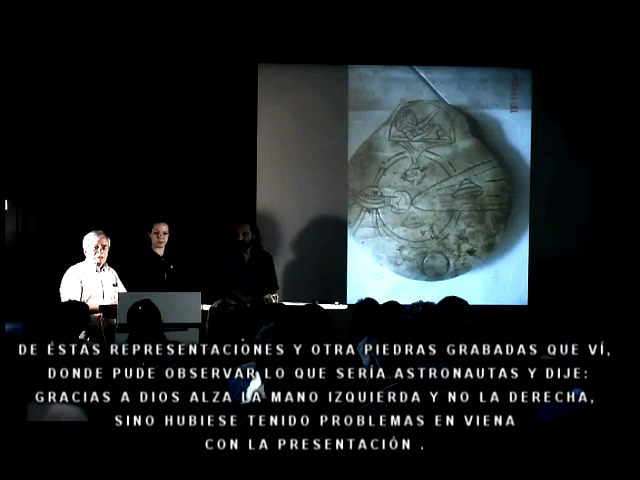 DE ÉSTAS REPRESENTACIÓNES Y OTRA PIEDRAS GRABADAS QUE VÍ,
DONDE PUDE OBSERVAR LO QUE SERÍA ASTRONAUTAS Y DIJE:
GRACIAS A DIOS ALZA LA MANO IZQUIERDA Y NO LA DERECHA,
SINO HUBIESE TENIDO PROBLEMAS EN VIENA
CON LA PRESENTACIÓN .